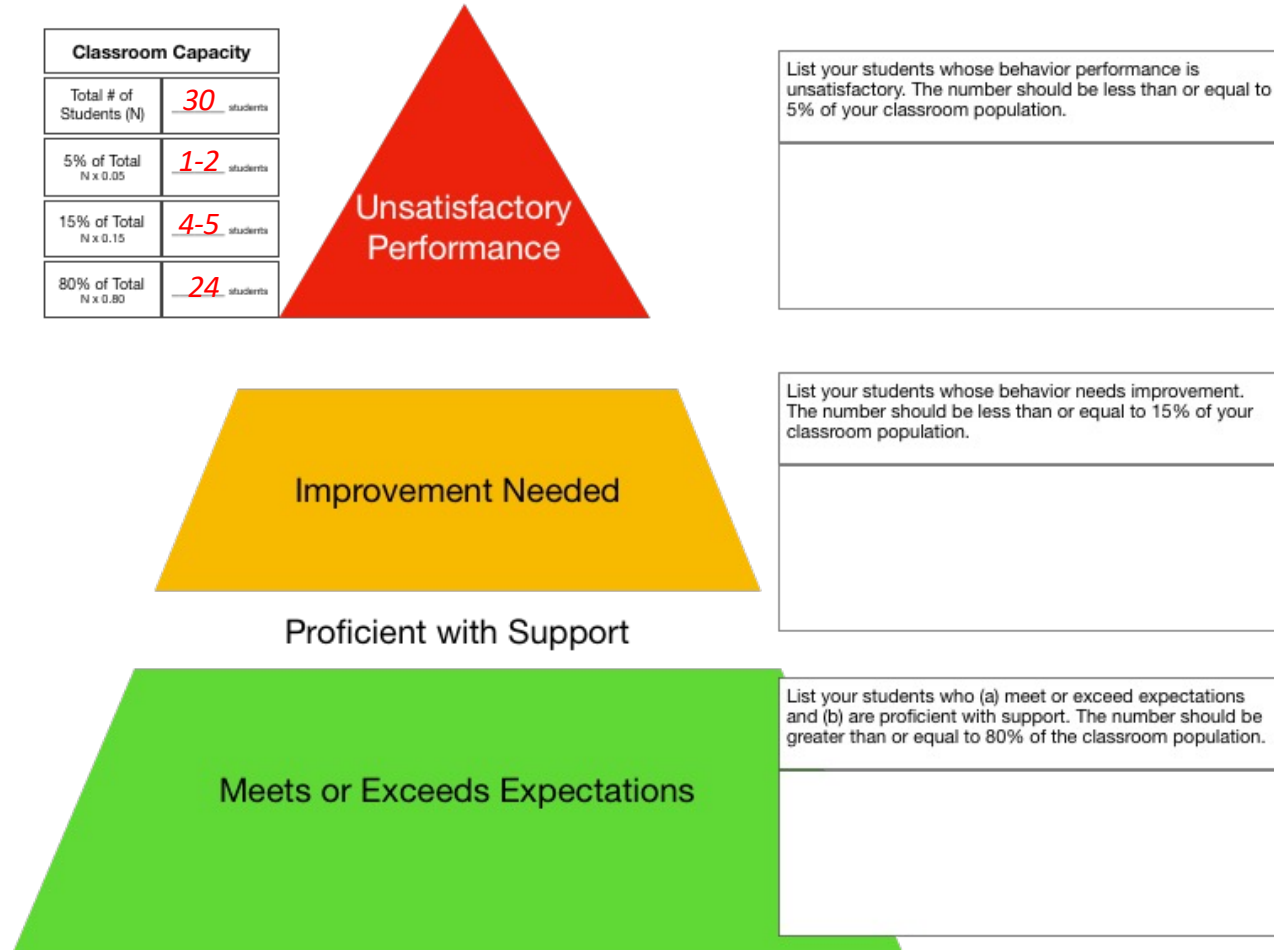 Classroom Capacity
Total # of
Students (N)
30 students
5% of Total
N x 0.05
1-2 students
15% of Total
N x 0.15
4-5 students
80% of Total
N x 0.80
24 students
Unsatisfactory
Performance
List your students whose behavior performance is
unsatisfactory. The number should be less than or equal to
5% of your classroom population.
Improvement Needed
List your students whose behavior needs improvement.
The number should be less than or equal to 15% of your
classroom population.
Proficient with Support
Meets or Exceeds Expectations
List your students who (a) meet or exceed expectations
and (b) are proficient with support. The number should be
greater than or equal to 80% of the classroom population.